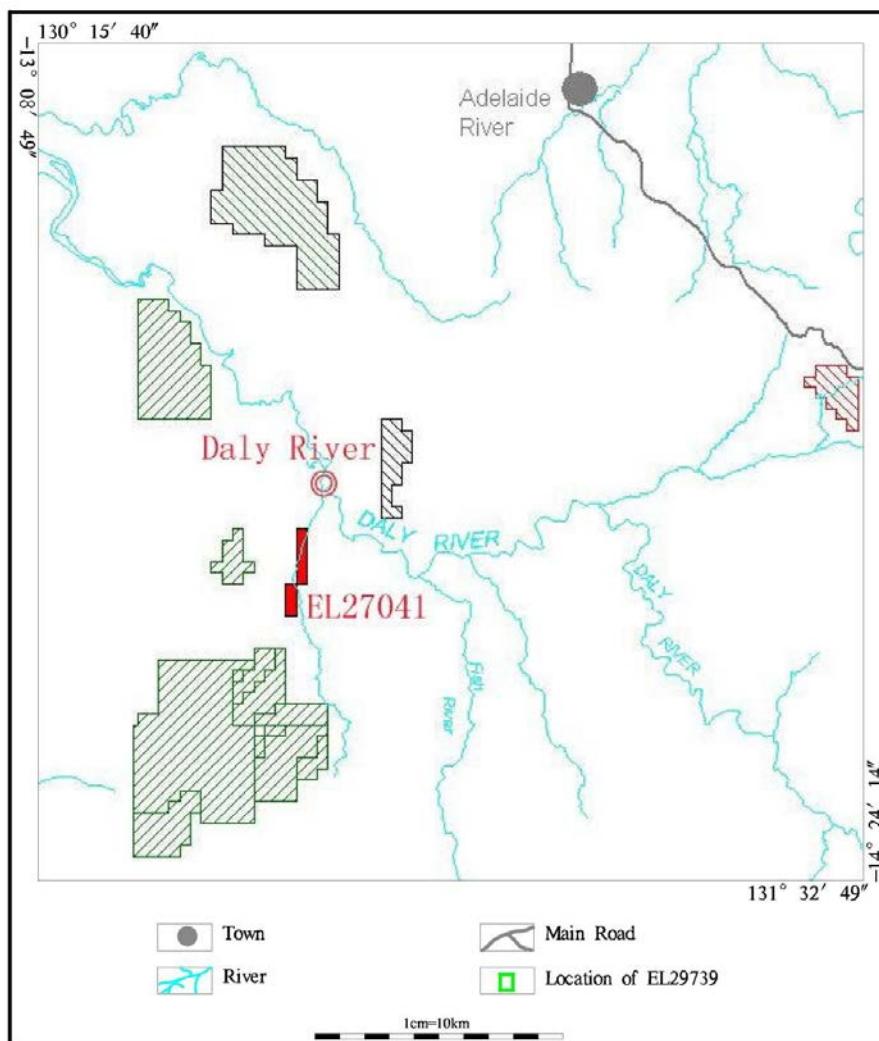 130° 15′ 40″
-13° 08′ 49″
Adelaide
River
Daly River
DALY RIVER
EL27041
DALY
RIVER
Fish
River
-14° 24′ 14″
131° 32′ 49″
Town
Main Road
River
Location of EL29739
1cm=10km